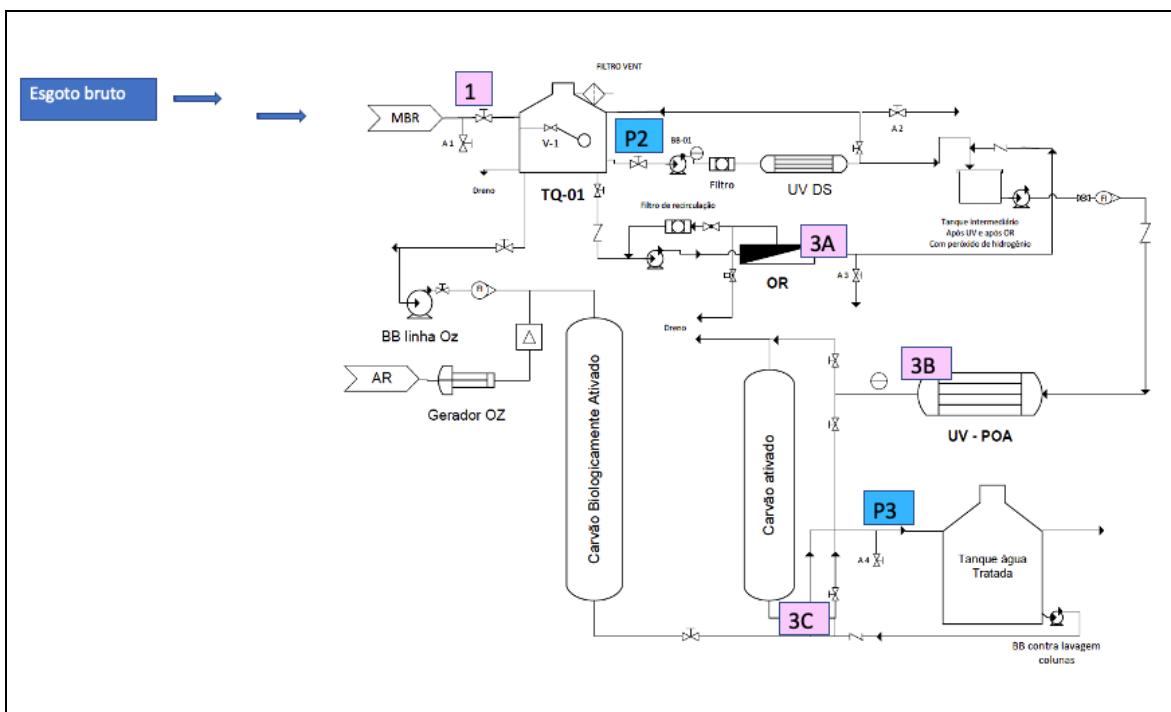 FILTRO VENT
Esgoto bruto
1
MBR
A 1
V-1
P2
BB-01
A 2
Filtro
UV DS
Dreno
TQ-01
Filtro de recirculação
3A
A 3
OR
Tanque intermediário
Após UV e após OR
Com peróxido de hidrogênio
FI
FI
BB linha Oz
Dreno
AR
Gerador OZ
Carvão Biologicamente Ativado
Carvão ativado
3B
UV - POA
P3
A 4
Tanque água
Tratada
3C
BB contra lavagem
colunas